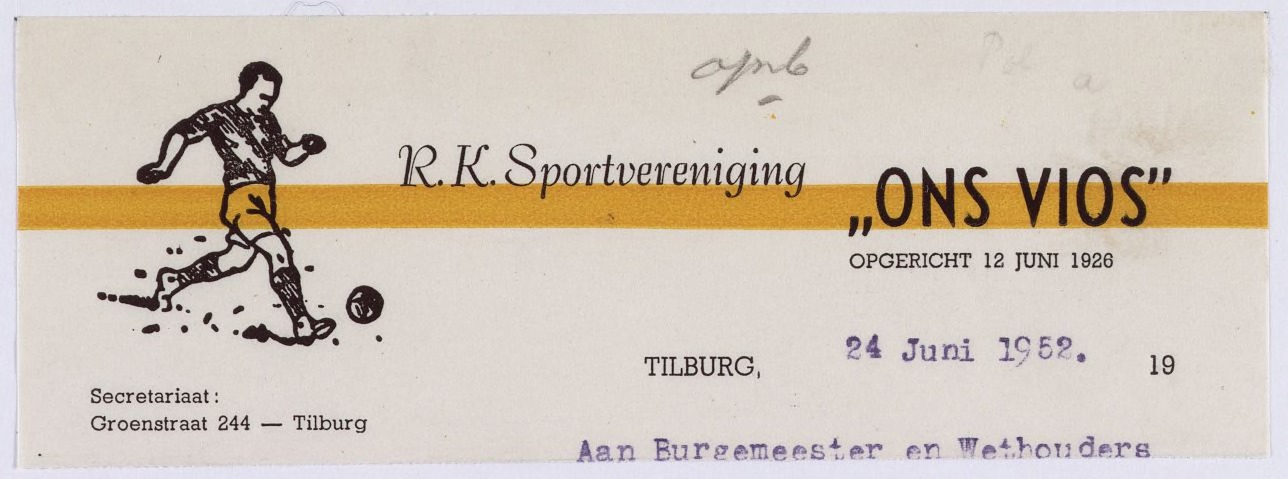 R.K. Sportvereniging „ONS VIOS”
OPGERICHT 12 JUNI 1926
TILBURG, 24 Juni 1952. 19
Secretariaat:
Groenstraat 244 — Tilburg
Aan Burgemeester en Wethouders